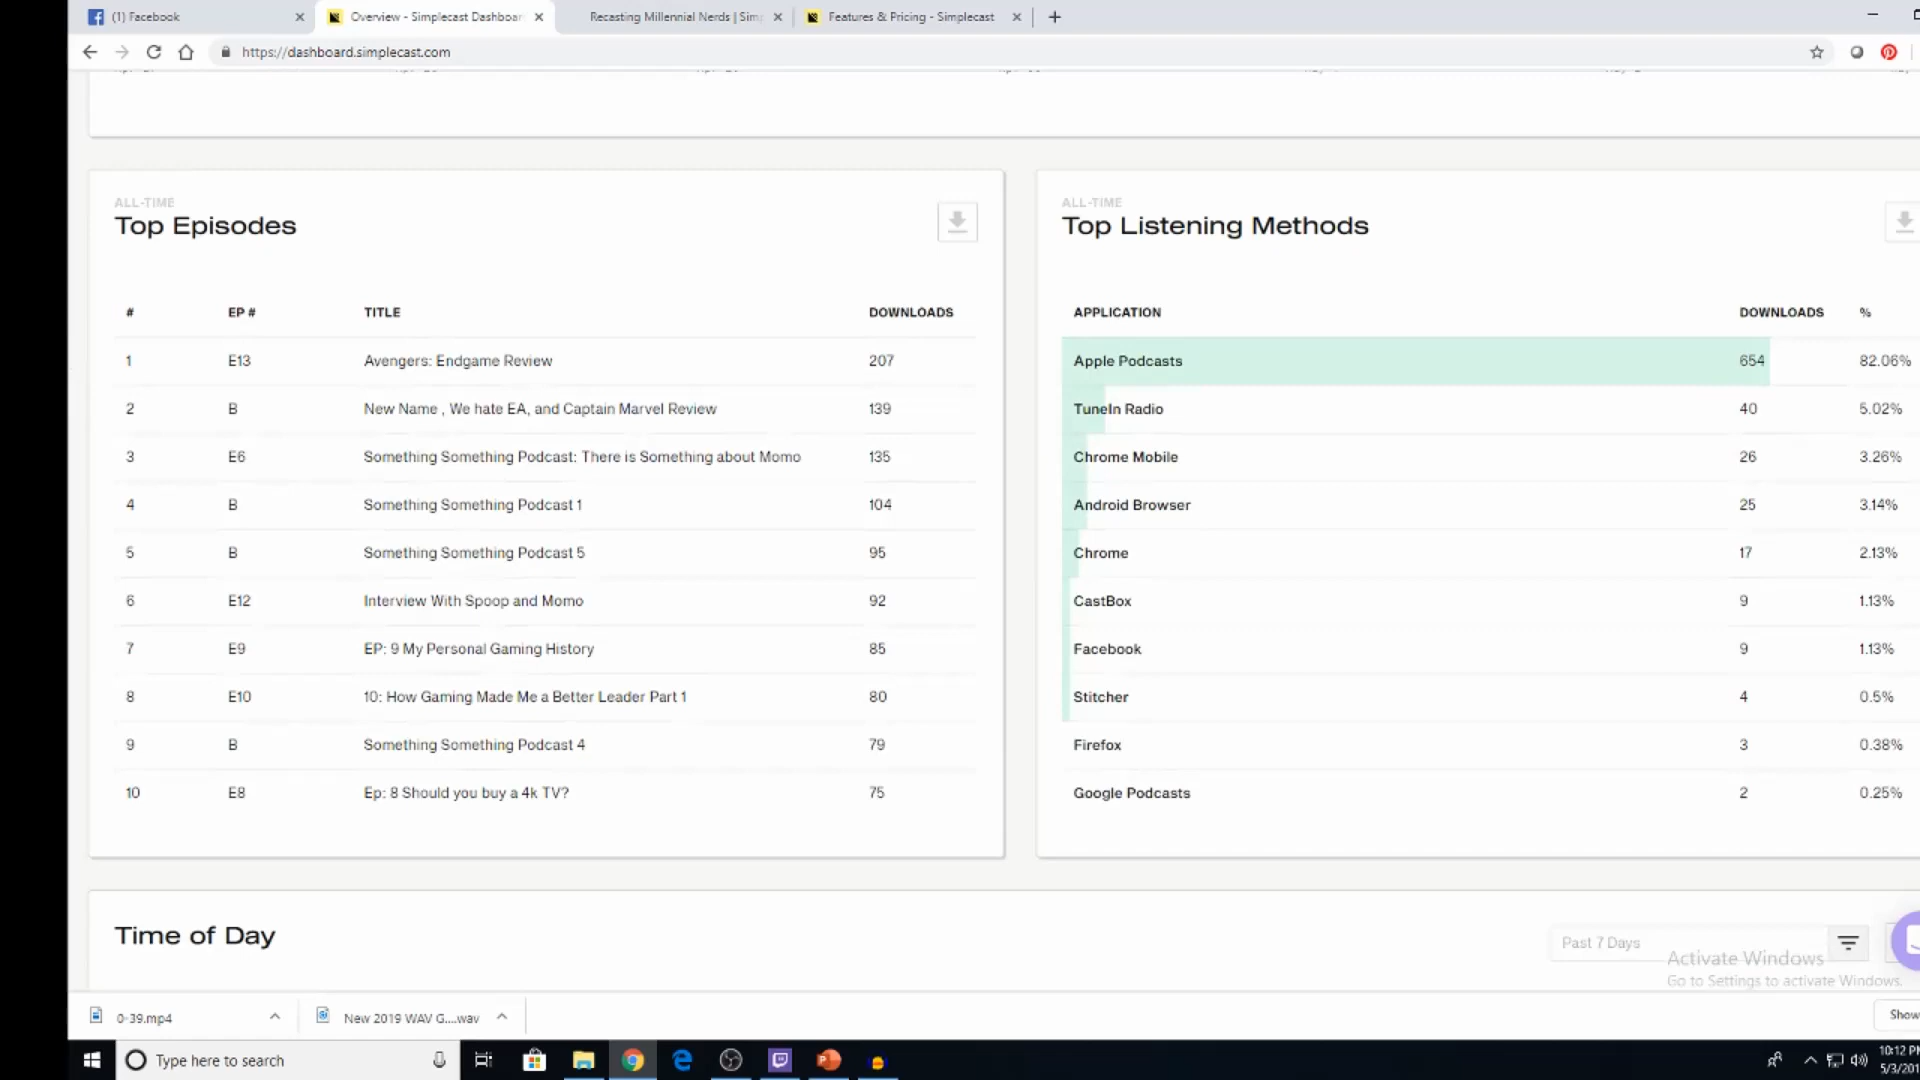 (1) Facebook
Overview - Simplecast Dashboar
Recasting Millennial Nerds | Sim
Features & Pricing - Simplecast
https://dashboard.simplecast.com
ALL-TIME
Top Episodes
# EP # TITLE DOWNLOADS
1 E13 Avengers: Endgame Review 207
2 B New Name , We hate EA, and Captain Marvel Review 139
3 E6 Something Something Podcast: There is Something about Momo 135
4 B Something Something Podcast 1 104
5 B Something Something Podcast 5 95
6 E12 Interview With Spoop and Momo 92
7 E9 EP: 9 My Personal Gaming History 85
8 E10 10: How Gaming Made Me a Better Leader Part 1 80
9 B Something Something Podcast 4 79
10 E8 Ep: 8 Should you buy a 4k TV? 75
ALL-TIME
Top Listening Methods
APPLICATION DOWNLOADS %
Apple Podcasts 654 82.06%
TuneIn Radio 40 5.02%
Chrome Mobile 26 3.26%
Android Browser 25 3.14%
Chrome 17 2.13%
CastBox 9 1.13%
Facebook 9 1.13%
Stitcher 4 0.5%
Firefox 3 0.38%
Google Podcasts 2 0.25%
Time of Day
Past 7 Days
Activate Windows
Go to Settings to activate Windows.
0-39.mp4
New 2019 WAV G....wav
Show
Type here to search
10:12 PM
5/3/201